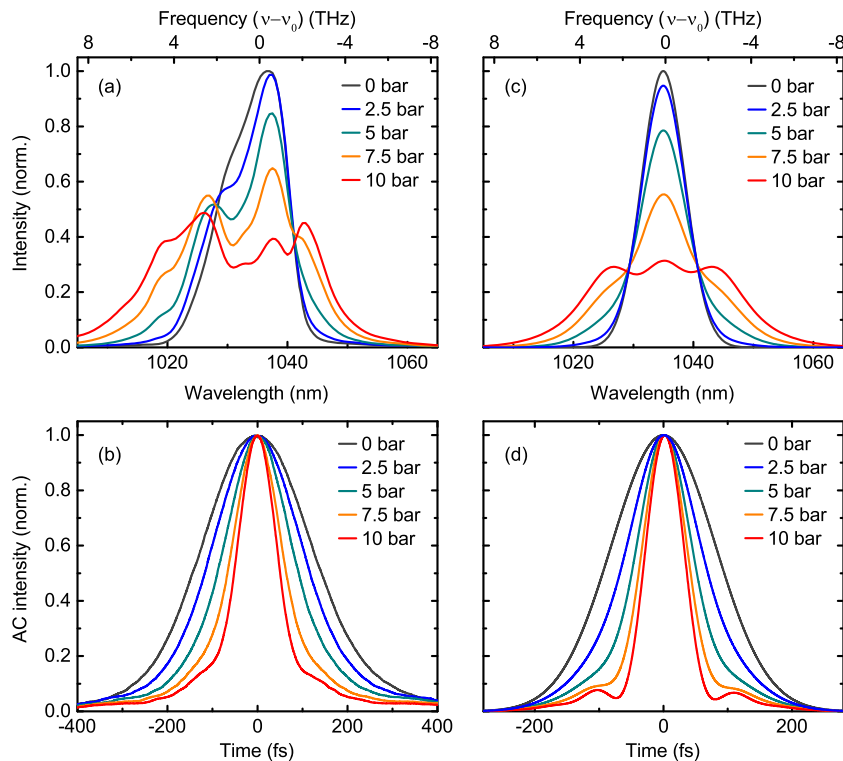 Frequency (ν−ν0) (THz)
8 4 0 -4 -8
(a)
0 bar
2.5 bar
5 bar
7.5 bar
10 bar
Intensity (norm.)
1.0
0.8
0.6
0.4
0.2
0.0
1020 1040 1060
Wavelength (nm)
Frequency (ν−ν0) (THz)
8 4 0 -4 -8
(c)
0 bar
2.5 bar
5 bar
7.5 bar
10 bar
1020 1040 1060
Wavelength (nm)
(b)
0 bar
2.5 bar
5 bar
7.5 bar
10 bar
AC intensity (norm.)
1.0
0.8
0.6
0.4
0.2
0.0
-400 -200 0 200 400
Time (fs)
(d)
0 bar
2.5 bar
5 bar
7.5 bar
10 bar
-200 0 200
Time (fs)